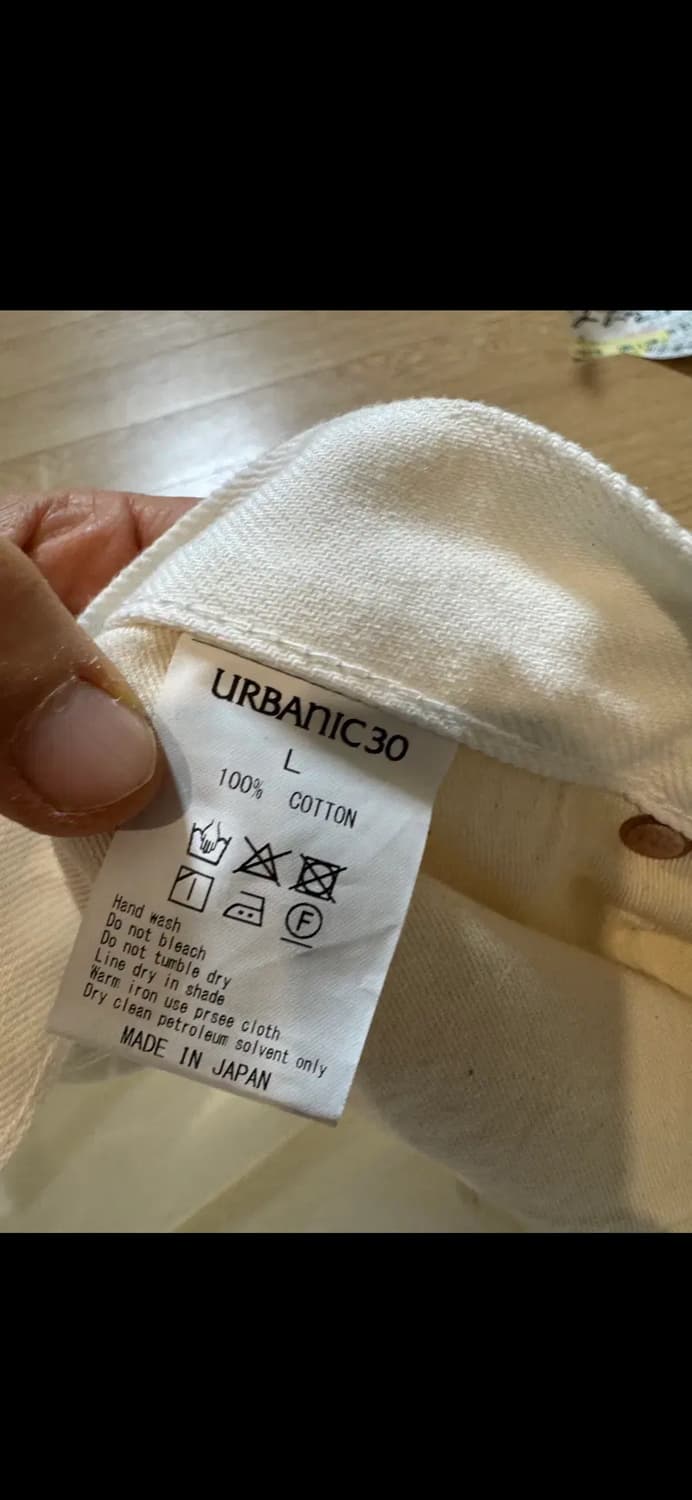 URBANIC30
L
100% COTTON
F
Hand wash
Do not bleach
Do not tumble dry
Line dry in shade
Warm iron use prsee cloth
Dry clean petroleum solvent only
MADE IN JAPAN